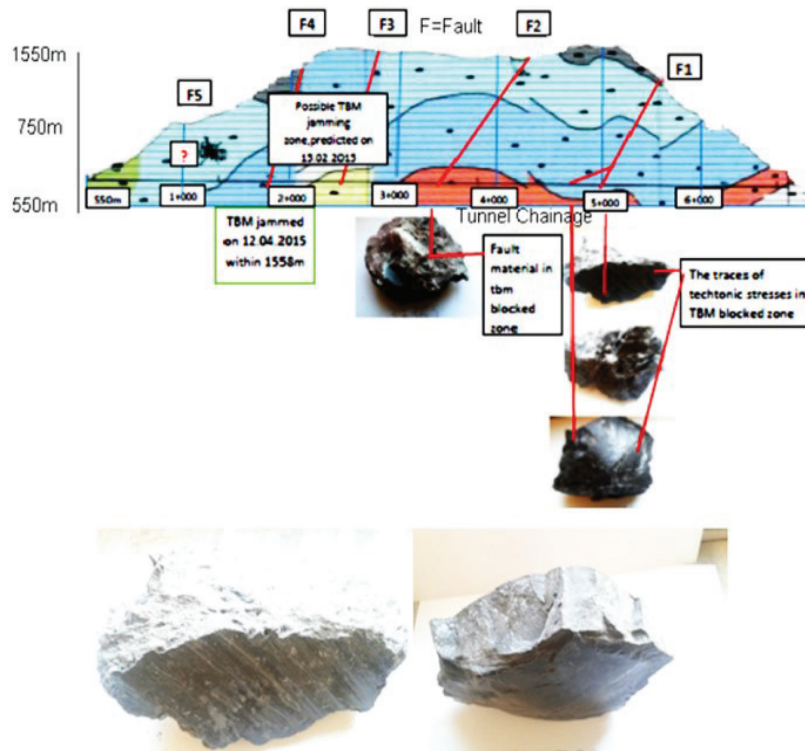 F4
F3
F=Fault
F2
1550m
F1
F5
Possible TBM
jamming
zone,predicted on
15.02.2015
750m
?
550m
550m
1+000
2+000
3+000
4+000
5+000
6+000
Tunnel Chainage
TBM jammed
on 12.04.2015
within 1558m
Fault
material in
tbm
blocked
zone
The traces of
techtonic stresses in
TBM blocked zone